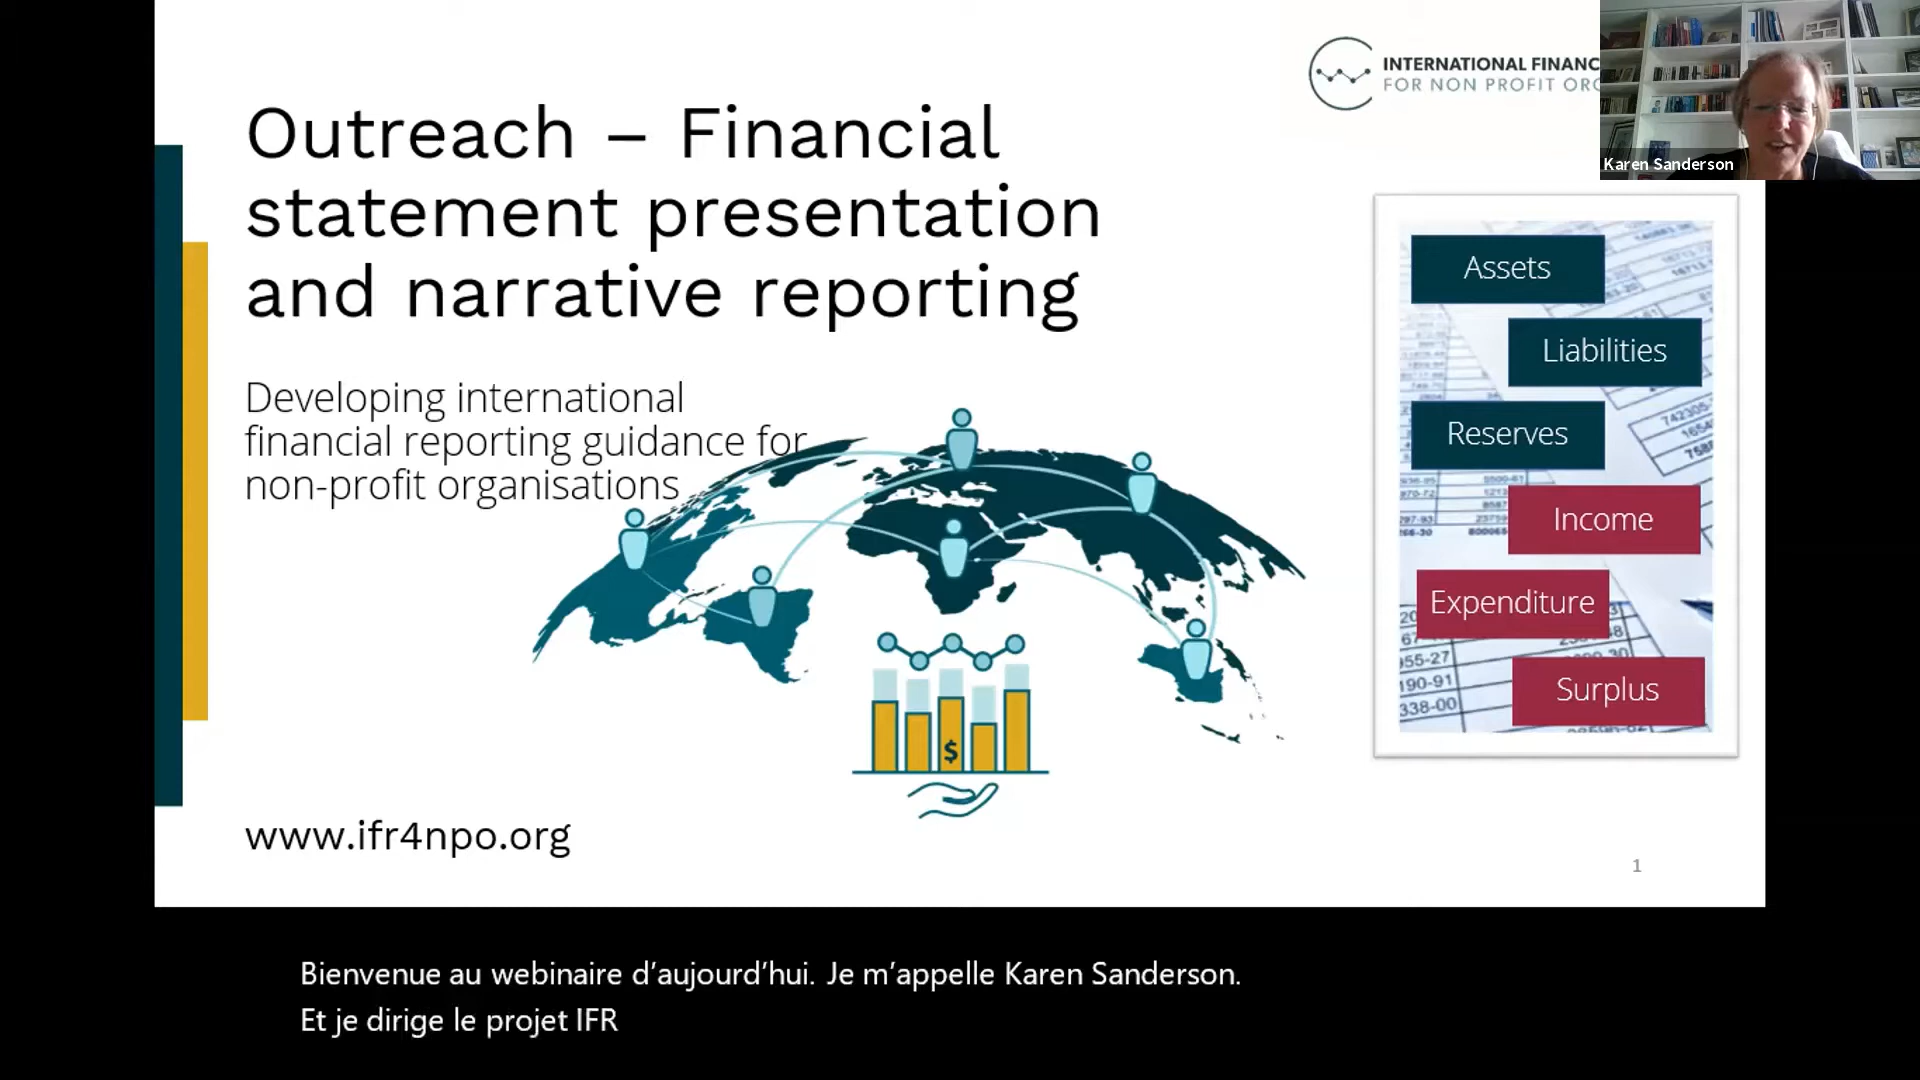 INTERNATIONAL FINANC
FOR NON PROFIT ORG
Karen Sanderson
Outreach – Financial
statement presentation
and narrative reporting
Developing international
financial reporting guidance for
non-profit organisations
Assets
Liabilities
Reserves
Income
Expenditure
Surplus
$
www.ifr4npo.org
1
Bienvenue au webinaire d’aujourd’hui. Je m’appelle Karen Sanderson.
Et je dirige le projet IFR